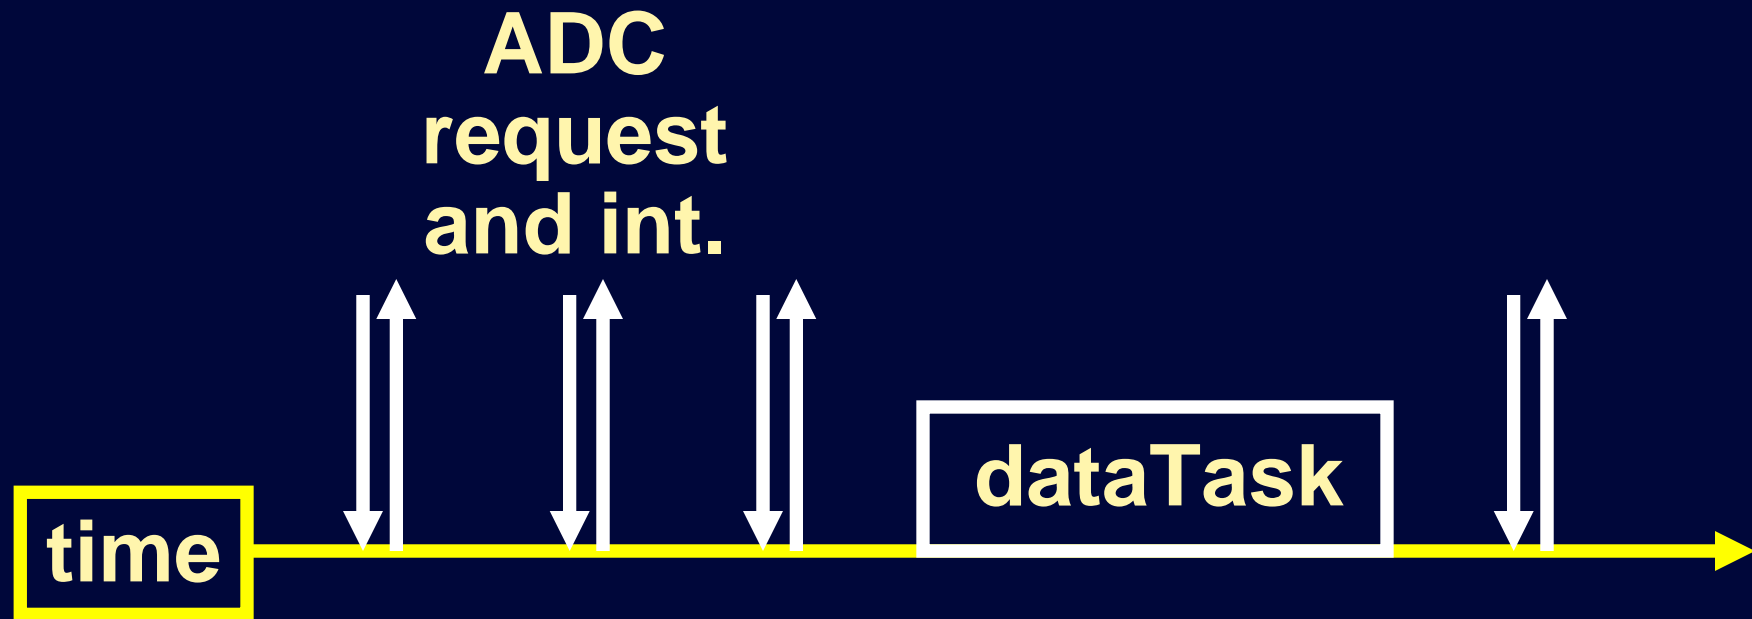 ADC
request
and int.
dataTask
time